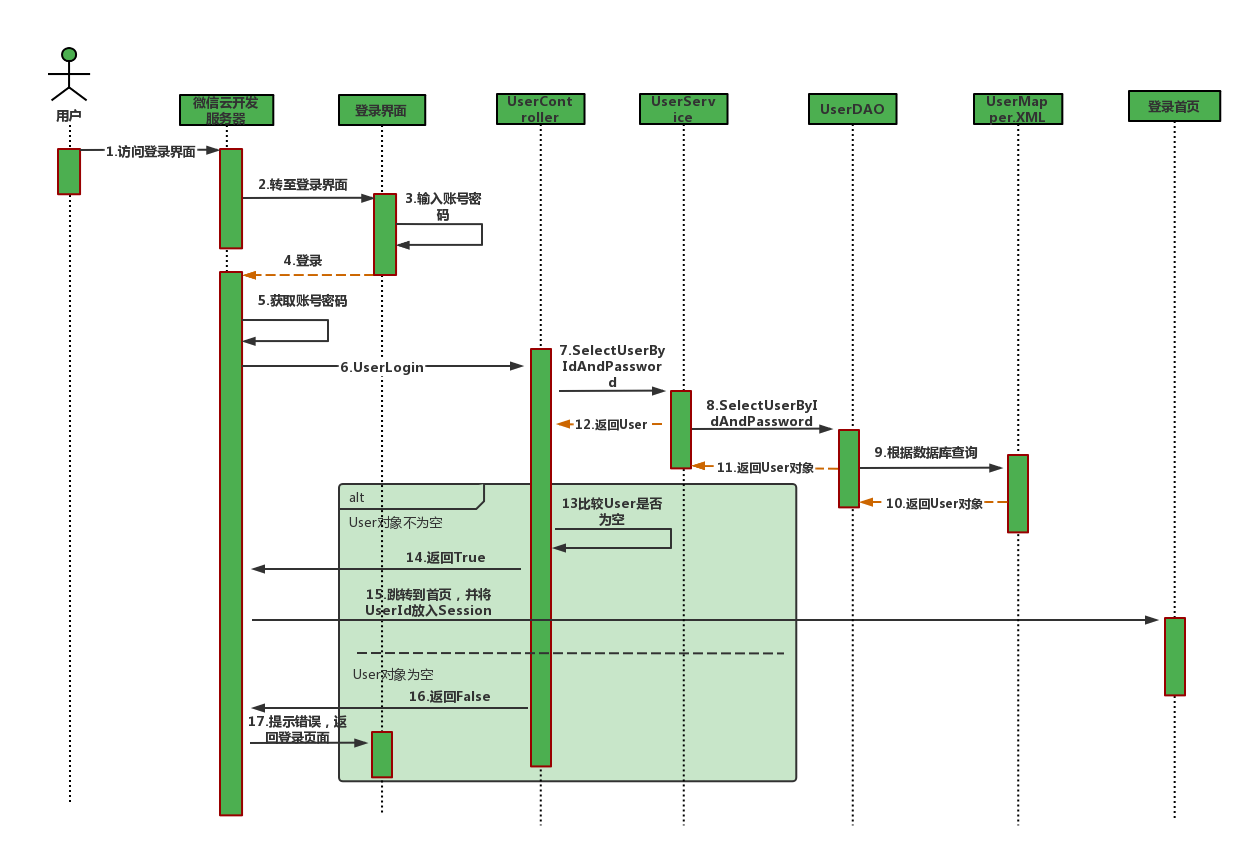 用户
微信云开发
服务器
登录界面
UserCont
roller
UserServ
ice
UserDAO
UserMap
per.XML
登录首页
1.访问登录界面
2.转至登录界面
3.输入账号密
码
4.登录
5.获取账号密码
6.UserLogin
7.SelectUserBy
IdAndPasswor
d
8.SelectUserByI
dAndPassword
12.返回User
9.根据数据库查询
11.返回User对象
10.返回User对象
alt
User对象不为空
13比较User是否
为空
14.返回True
15.跳转到首页，并将
UserId放入Session
User对象为空
16.返回False
17.提示错误，返
回登录页面